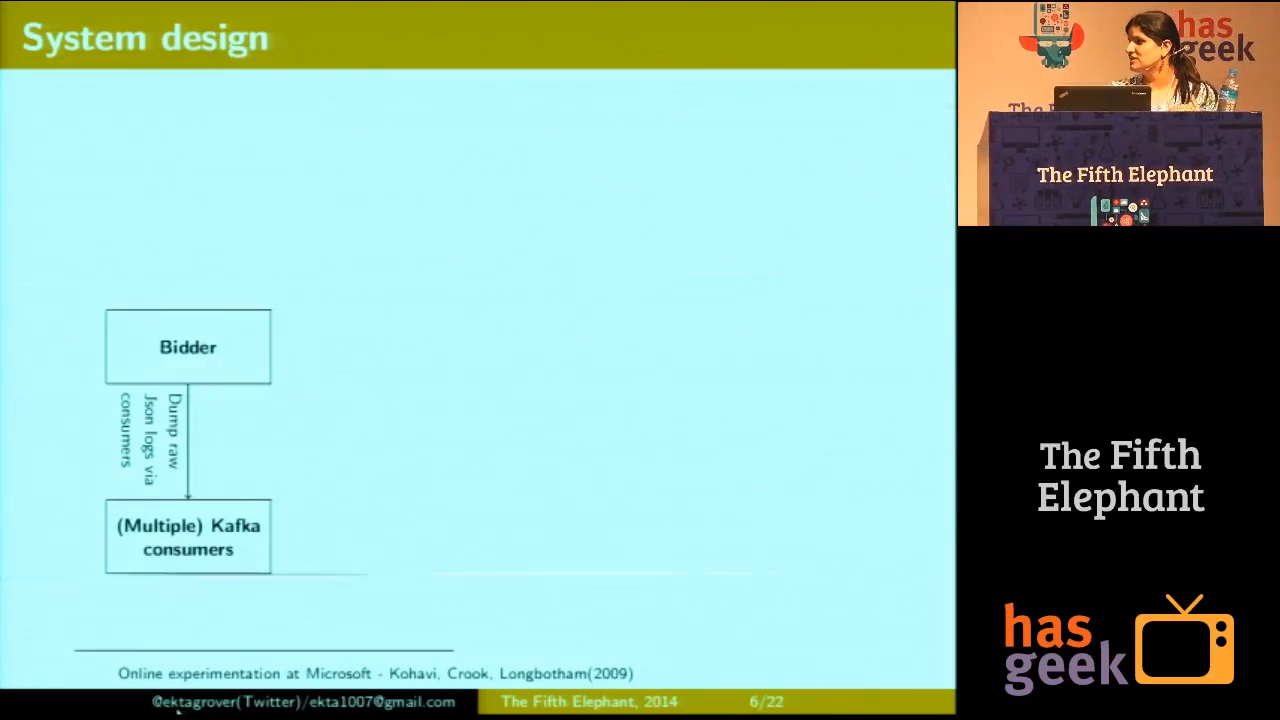 System design
Bidder
Dump raw
Json logs via
consumers
(Multiple) Kafka
consumers
Online experimentation at Microsoft - Kohavi, Crook, Longbotham(2009)
@ektagrover(Twitter)/ekta1007@gmail.com
The Fifth Elephant, 2014
6/22
has
geek
The Fifth Elephant
The Fifth
Elephant
has
geek